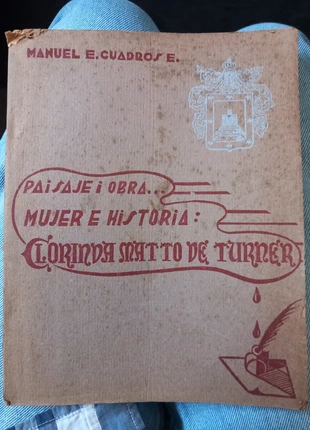 MANUEL E. CUADROS E.
PAISAJE i OBRA...
MUJER E HISTORIA:
CLORINDA MATTO DE TURNER